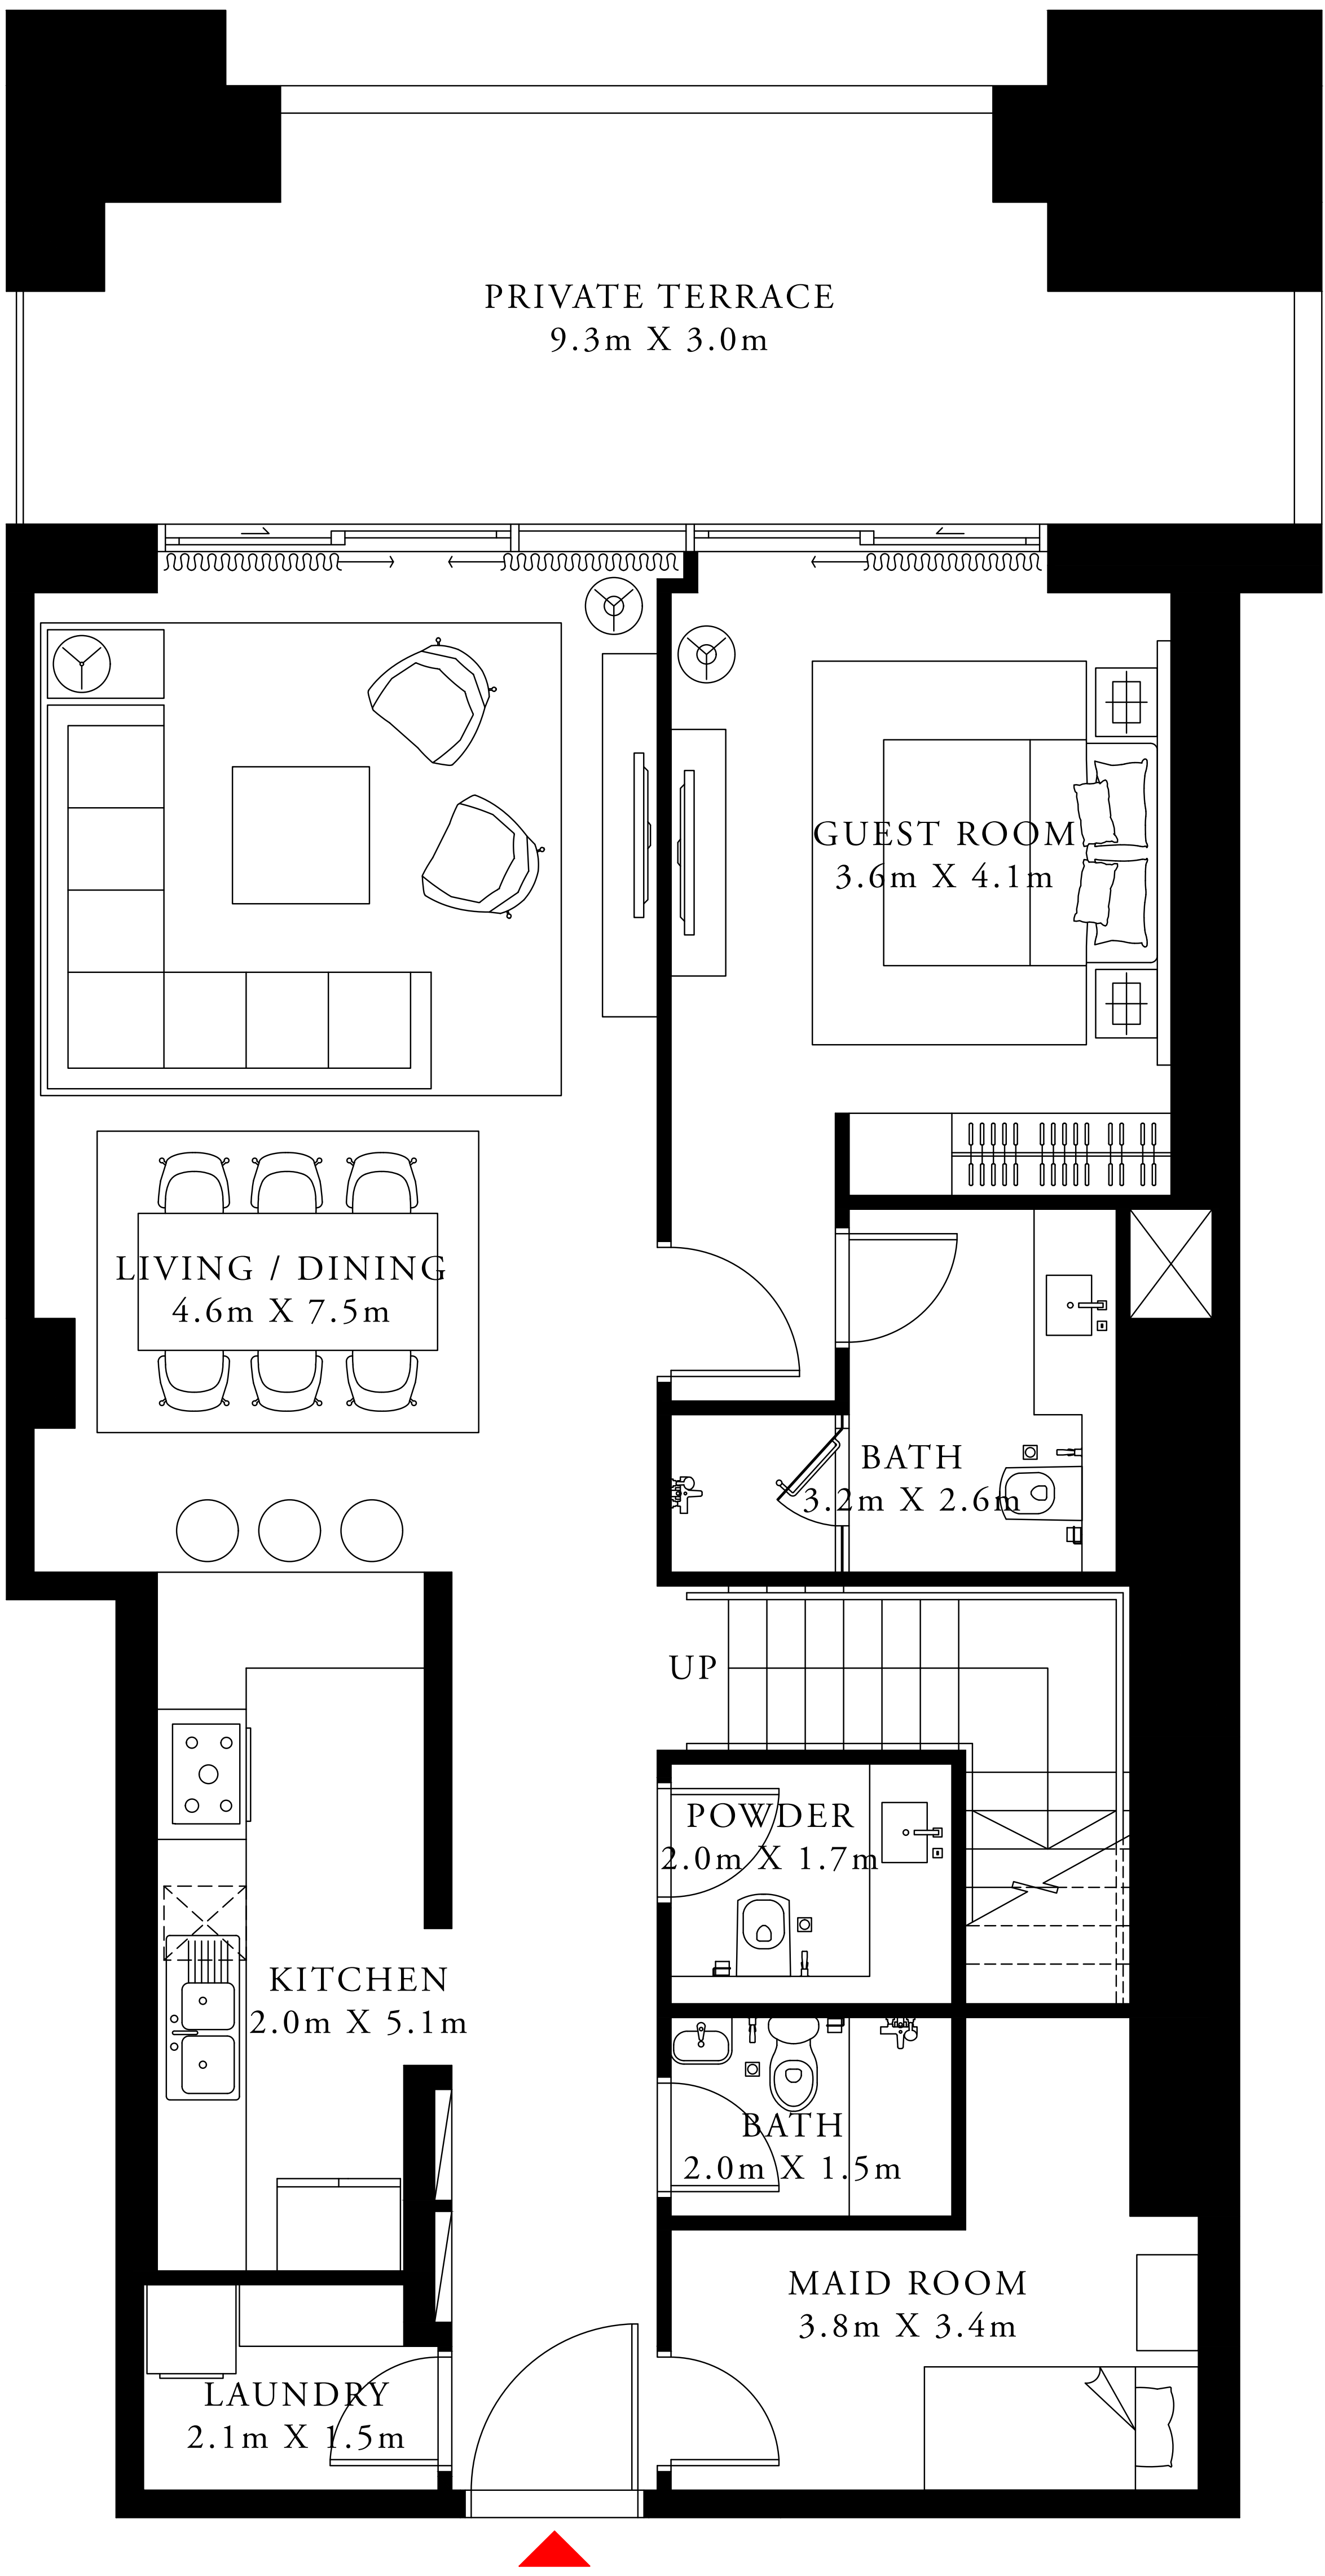 PRIVATE TERRACE
9.3m X 3.0m
GUEST ROOM
3.6m X 4.1m
LIVING / DINING
4.6m X 7.5m
BATH
3.2m X 2.6m
UP
POWDER
2.0m X 1.7m
KITCHEN
2.0m X 5.1m
BATH
2.0m X 1.5m
MAID ROOM
3.8m X 3.4m
LAUNDRY
2.1m X 1.5m